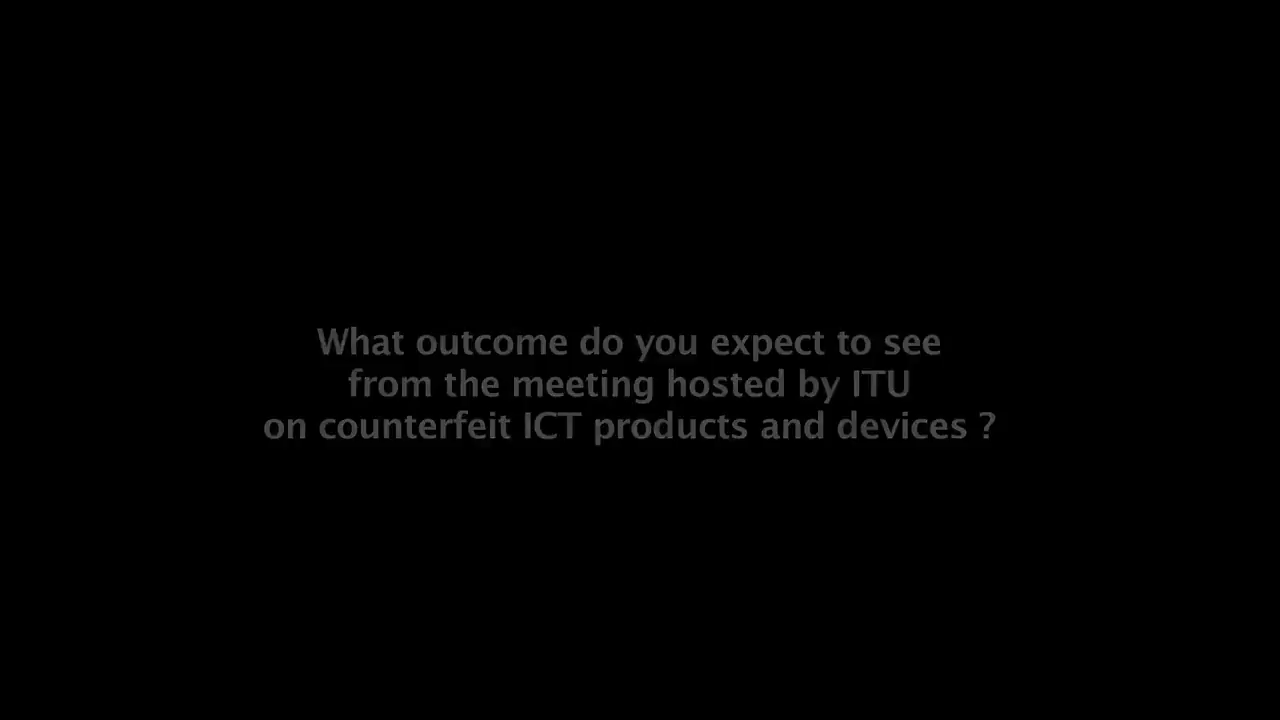 What outcome do you expect to see
from the meeting hosted by ITU
on counterfeit ICT products and devices ?